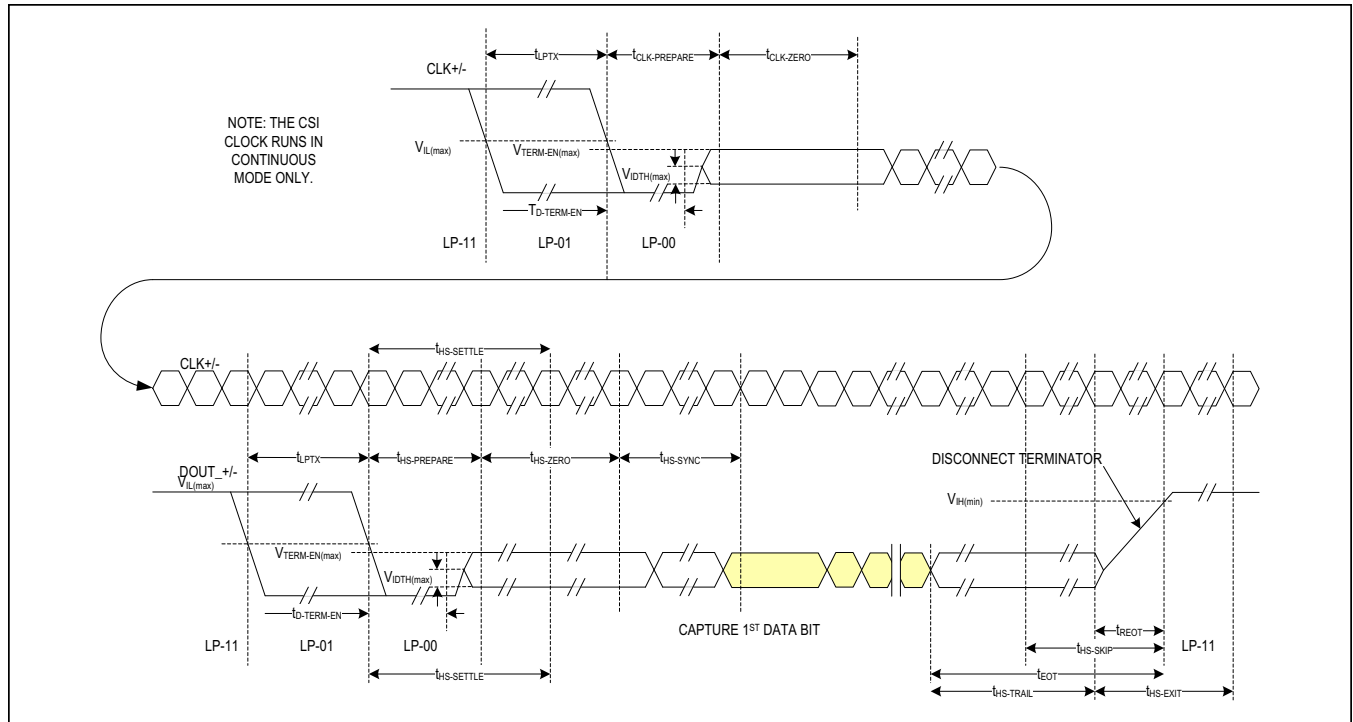 tLPTX
tCLK-PREPARE
tCLK-ZERO
CLK+/-
NOTE: THE CSI
CLOCK RUNS IN
CONTINUOUS
MODE ONLY.
VIL(max)
VTERM-EN(max)
VIDTH(max)
TD-TERM-EN
LP-11
LP-01
LP-00
tHS-SETTLE
CLK+/-
tLPTX
tHS-PREPARE
tHS-ZERO
tHS-SYNC
DISCONNECT TERMINATOR
DOUT_+/-
VIL(max)
VIH(min)
VTERM-EN(max)
VIDTH(max)
tD-TERM-EN
CAPTURE 1ST DATA BIT
tREOT
LP-11
LP-01
LP-00
tHS-SKIP
LP-11
tEOT
tHS-SETTLE
tHS-TRAIL
tHS-EXIT